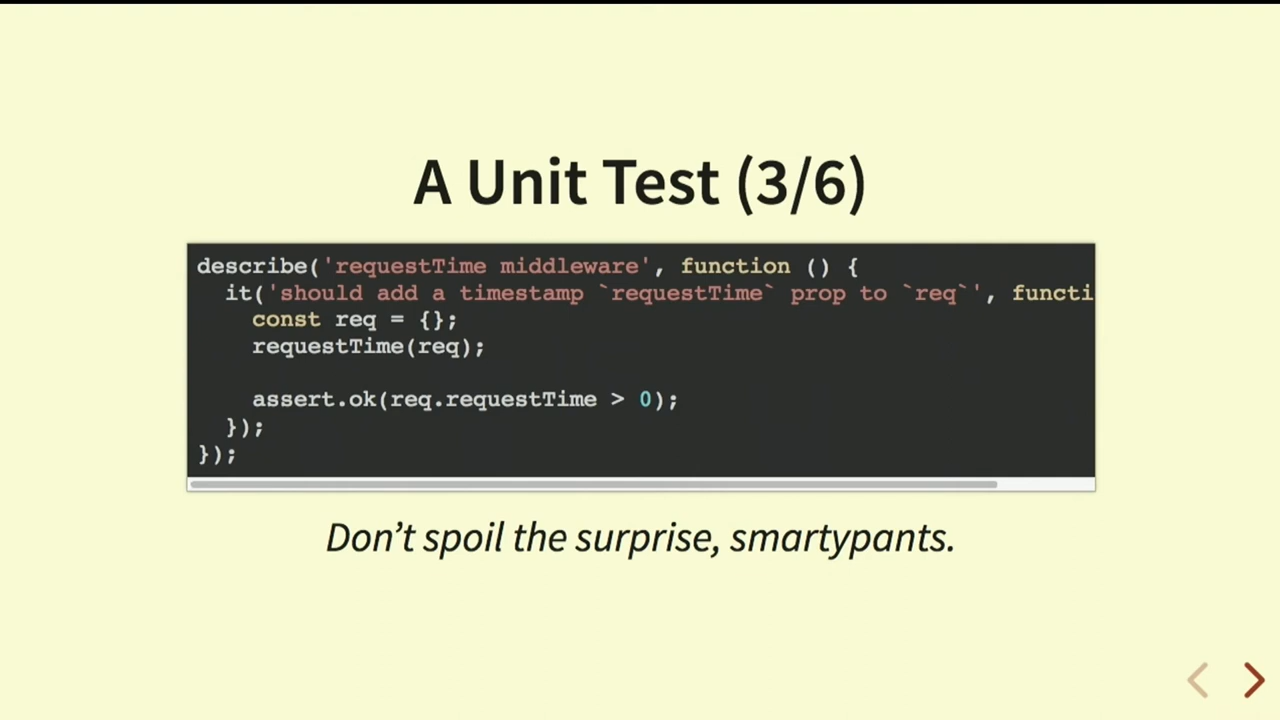 A Unit Test (3/6)
describe('requestTime middleware', function () {
  it('should add a timestamp `requestTime` prop to `req`', functi
    const req = {};
    requestTime(req);

    assert.ok(req.requestTime > 0);
  });
});
Don’t spoil the surprise, smartypants.